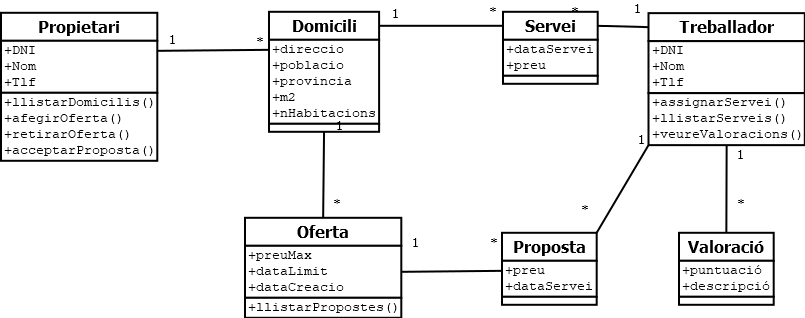 Propietari
+DNI
+Nom
+Tlf
+llistarDomicilis()
+afegirOferta()
+retirarOferta()
+acceptarProposta()
1
*
Domicili
+direccio
+poblacio
+provincia
+m2
+nHabitacions
1
*
Servei
+dataServei
+preu
*
1
Treballador
+DNI
+Nom
+Tlf
+assignarServei()
+llistarServeis()
+veureValoracions()
1
*
Oferta
+preuMax
+dataLimit
+dataCreacio
+llistarPropostes()
1
*
Proposta
+preu
+dataServei
1
*
1
*
Valoració
+puntuació
+descripció